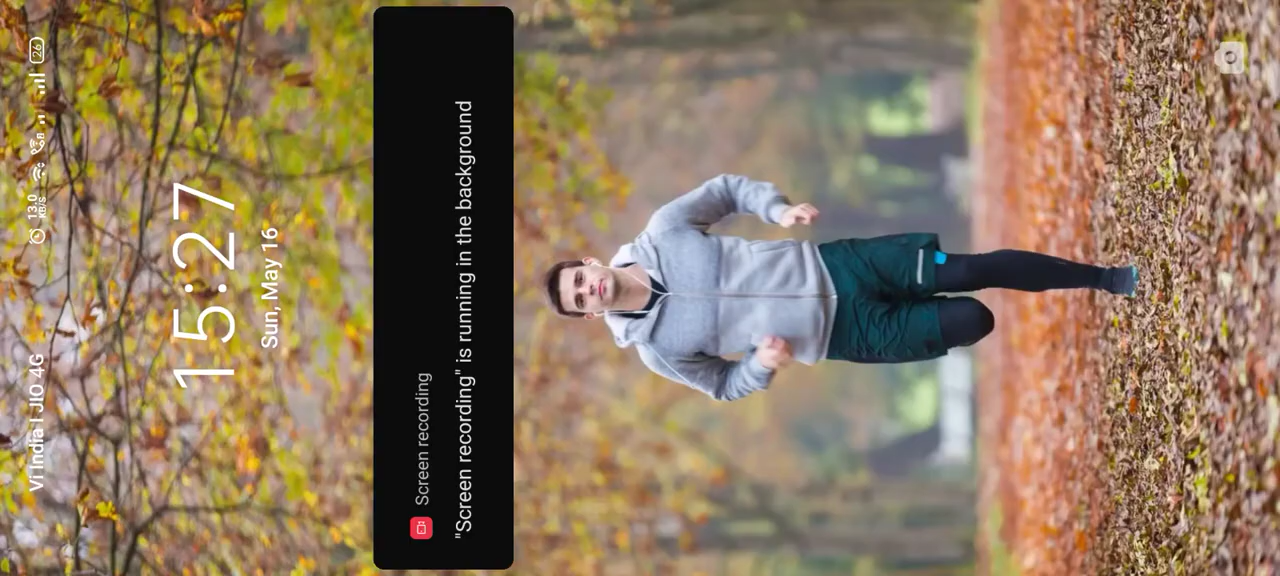 Vi India | JIO 4G 13.0 KB/S 26
15:27
Sun, May 16
Screen recording
"Screen recording" is running in the background